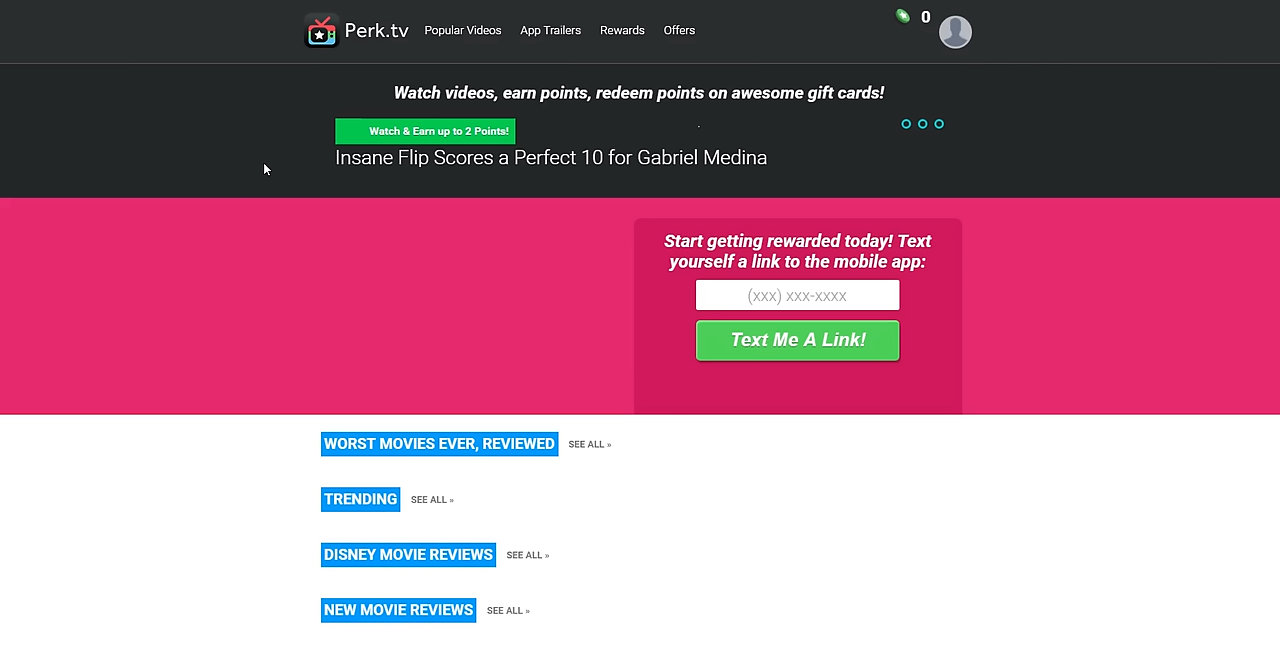 Perk.tv Popular Videos App Trailers Rewards Offers 0
Watch videos, earn points, redeem points on awesome gift cards!
Watch & Earn up to 2 Points!
Insane Flip Scores a Perfect 10 for Gabriel Medina
Start getting rewarded today! Text
yourself a link to the mobile app:
(xxx) xxx-xxxx
Text Me A Link!
WORST MOVIES EVER, REVIEWED SEE ALL »
TRENDING SEE ALL »
DISNEY MOVIE REVIEWS SEE ALL »
NEW MOVIE REVIEWS SEE ALL »